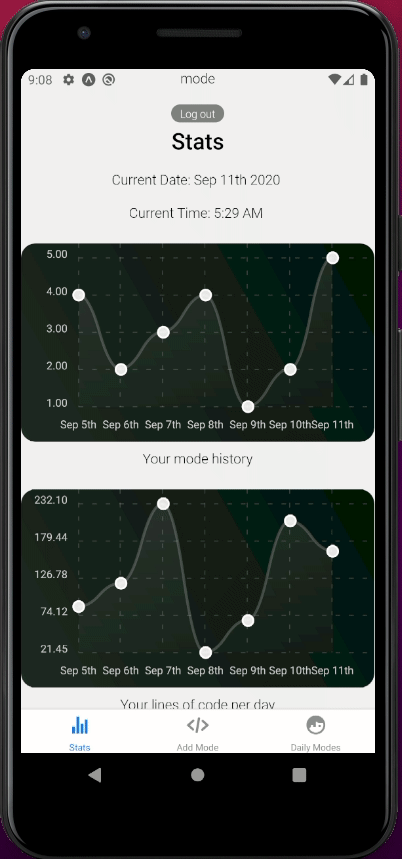 9:08
mode
Log out
Stats
Current Date: Sep 11th 2020
Current Time: 5:29 AM
5.00
4.00
3.00
2.00
1.00
Sep 5th Sep 6th Sep 7th Sep 8th Sep 9th Sep 10th Sep 11th
Your mode history
232.10
179.44
126.78
74.12
21.45
Sep 5th Sep 6th Sep 7th Sep 8th Sep 9th Sep 10th Sep 11th
Your lines of code per day
Stats Add Mode Daily Modes